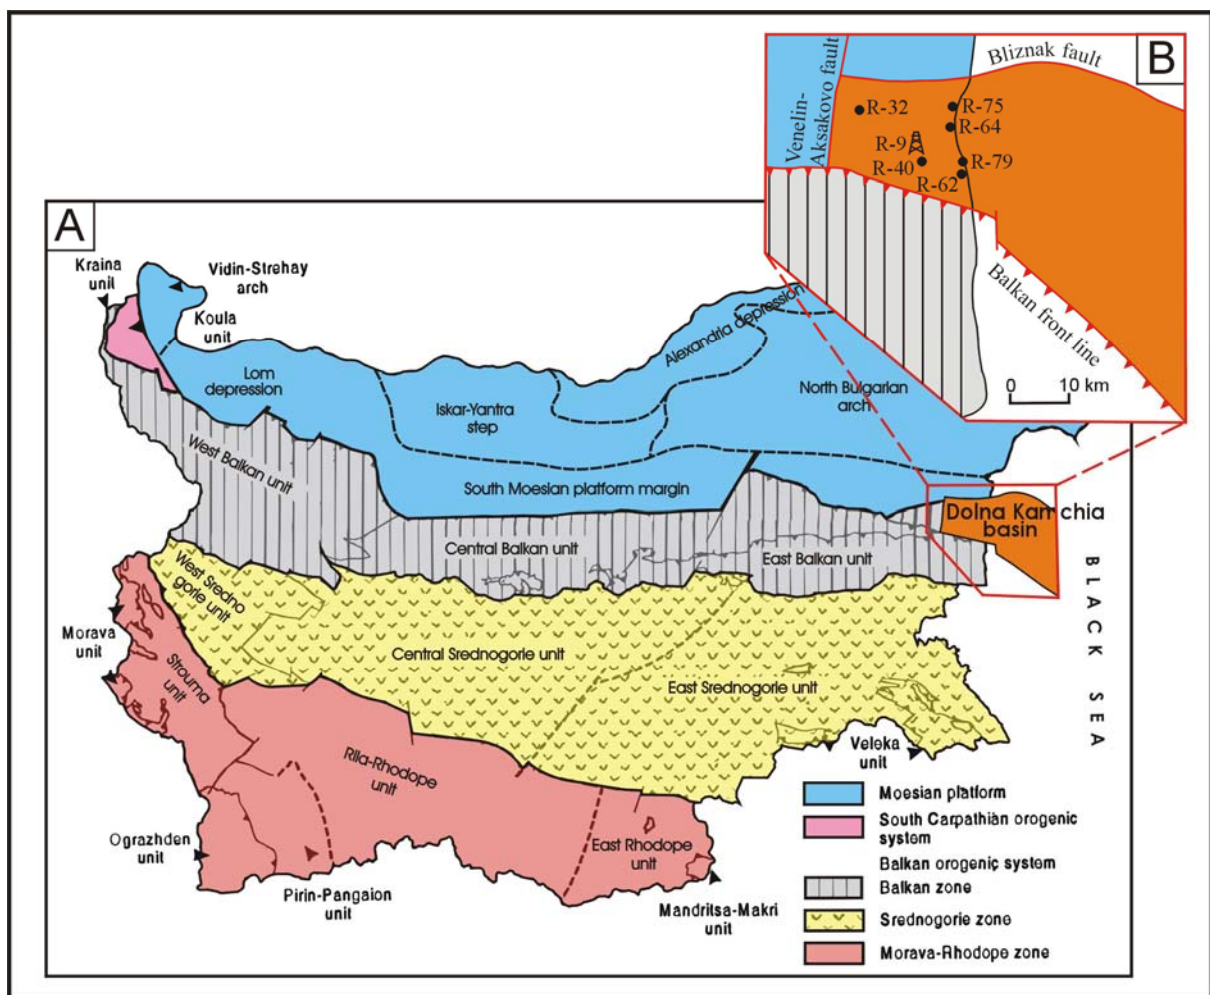 B
Bliznak fault
Venelin-
Aksakovo fault
R-32
R-75
R-64
R-9
R-40
R-79
R-62
Balkan front line
0 10 km
A
Kraina
unit
Vidin-Strehay
arch
Koula
unit
Lom
depression
Alexandria depression
North Bulgarian
arch
Iskar-Yantra
step
West Balkan unit
South Moesian platform margin
Dolna Kamchia
basin
Central Balkan unit
East Balkan unit
West Sredno
gorie unit
Morava
unit
Strouma
unit
Central Srednogorie unit
East Srednogorie unit
BLACK SEA
Veleka
unit
Rila-Rhodope
unit
Ograzhden
unit
East Rhodope
unit
Pirin-Pangaion
unit
Mandritsa-Makri
unit
Moesian platform
South Carpathian orogenic
system
Balkan orogenic system
Balkan zone
Srednogorie zone
Morava-Rhodope zone